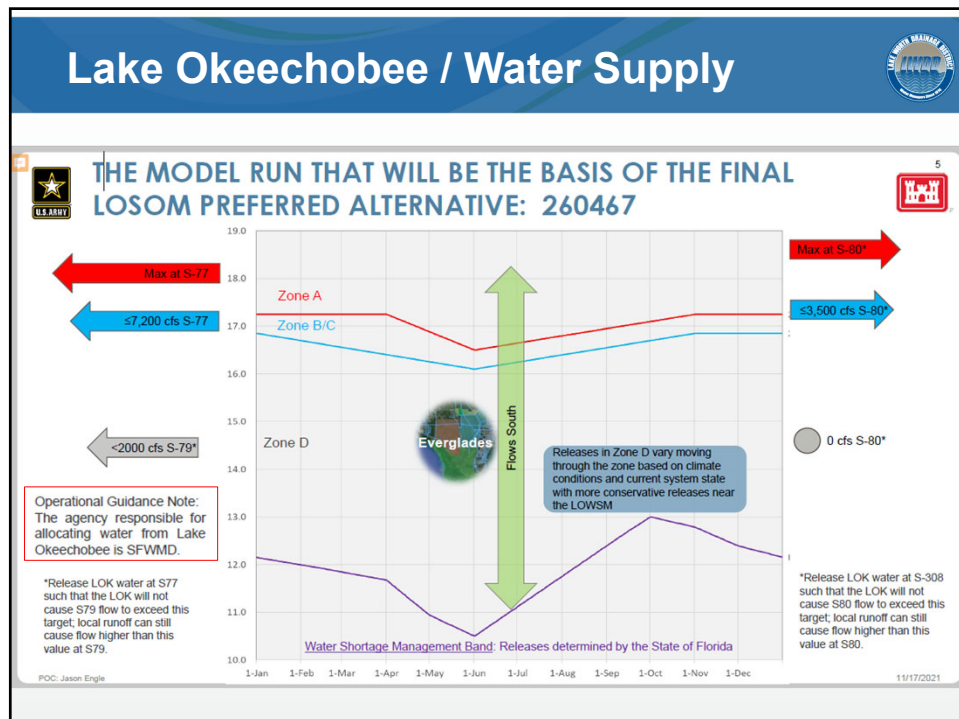 Lake Okeechobee / Water Supply
LAKE WORTH DRAINAGE DISTRICT
LWDD
THE MODEL RUN THAT WILL BE THE BASIS OF THE FINAL
LOSOM PREFERRED ALTERNATIVE: 260467
5
U.S.ARMY
Max at S-77
≤7,200 cfs S-77
<2000 cfs S-79*
Operational Guidance Note:
The agency responsible for
allocating water from Lake
Okeechobee is SFWMD.
*Release LOK water at S77
such that the LOK will not
cause S79 flow to exceed this
target; local runoff can still
cause flow higher than this
value at S79.
POC: Jason Engle
19.0
18.0
17.0
16.0
15.0
14.0
13.0
12.0
11.0
10.0
Zone A
Zone B/C
Zone D
Everglades
Flows South
Releases in Zone D vary moving
through the zone based on climate
conditions and current system state
with more conservative releases near
the LOWSM
Water Shortage Management Band: Releases determined by the State of Florida
1-Jan 1-Feb 1-Mar 1-Apr 1-May 1-Jun 1-Jul 1-Aug 1-Sep 1-Oct 1-Nov 1-Dec
Max at S-80*
≤3,500 cfs S-80*
0 cfs S-80*
*Release LOK water at S-308
such that the LOK will not
cause S80 flow to exceed this
target; local runoff can still
cause flow higher than this
value at S80.
11/17/2021